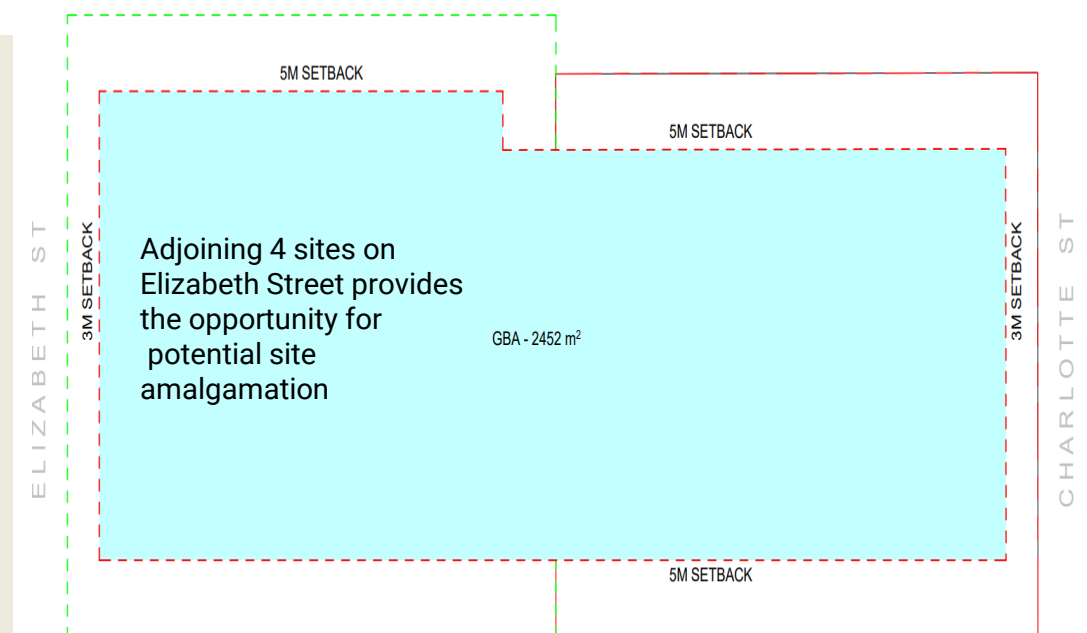 5M SETBACK
5M SETBACK
ELIZABETH ST
3M SETBACK
Adjoining 4 sites on
Elizabeth Street provides
the opportunity for
potential site
amalgamation
GBA - 2452 m²
3M SETBACK
CHARLOTTE ST
5M SETBACK